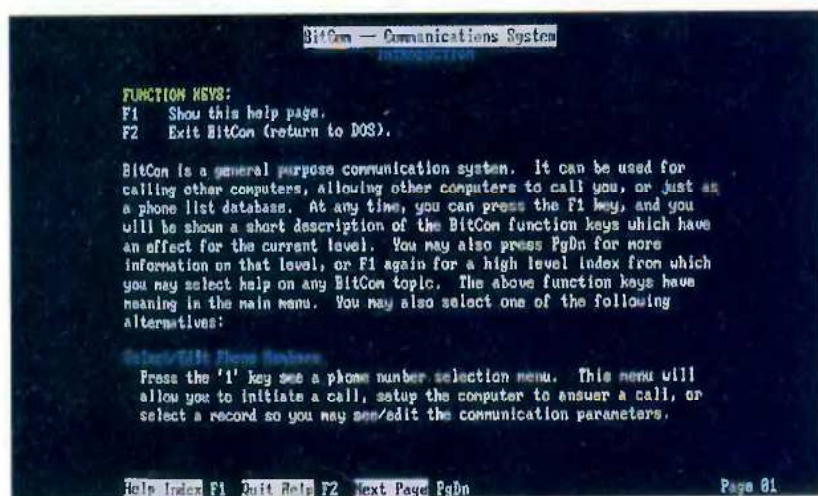 BitCom — Communications System
INTRODUCTION
FUNCTION KEYS:
F1 Show this help page.
F2 Exit BitCom (return to DOS).
BitCom is a general purpose communication system. It can be used for
calling other computers, allowing other computers to call you, or just as
a phone list database. At any time, you can press the F1 key, and you
will be shown a short description of the BitCom function keys which have
an effect for the current level. You may also press PgDn for more
information on that level, or F1 again for a high level index from which
you may select help on any BitCom topic. The above function keys have
meaning in the main menu. You may also select one of the following
alternatives:
Select/Edit Phone Numbers
Press the '1' key see a phone number selection menu. This menu will
allow you to initiate a call, setup the computer to answer a call, or
select a record so you may see/edit the communication parameters.
Help Index F1 Quit Help F2 Next Page PgDn Page 01